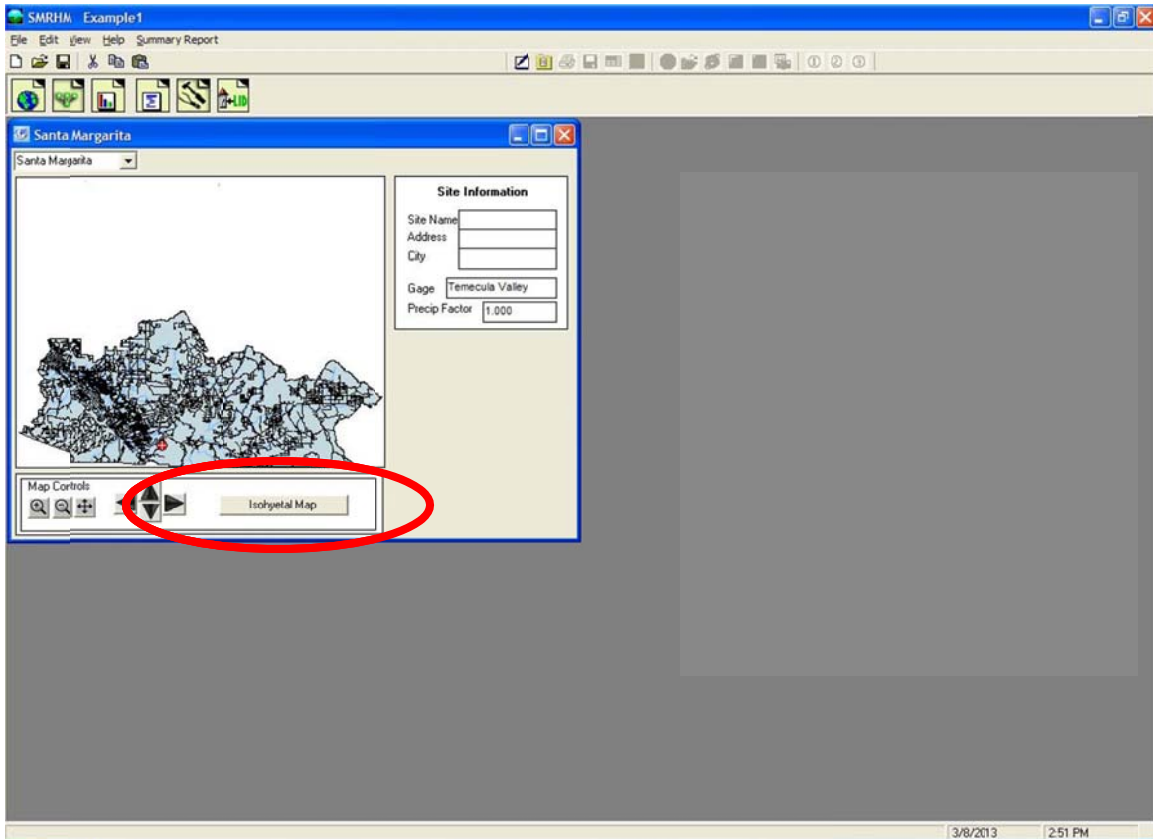 SMRHM Example1
File Edit View Help Summary Report
LID
Santa Margarita
Santa Margarita
Site Information
Site Name
Address
City
Gage Temecula Valley
Precip Factor 1.000
Map Controls
Isohyetal Map
3/8/2013 2:51 PM